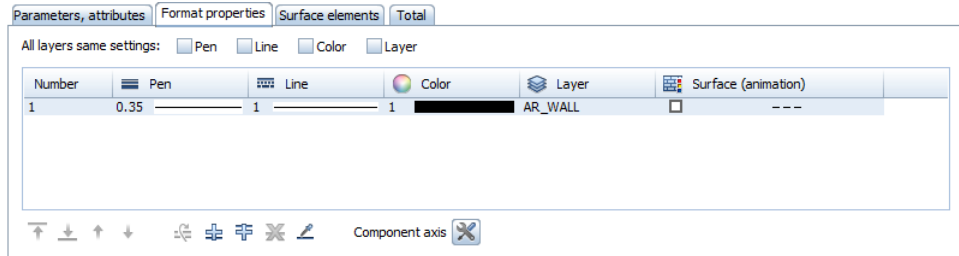 Parameters, attributes Format properties Surface elements Total
All layers same settings: Pen Line Color Layer
Number Pen Line Color Layer Surface (animation)
1 0.35 1 1 AR_WALL ---
Component axis